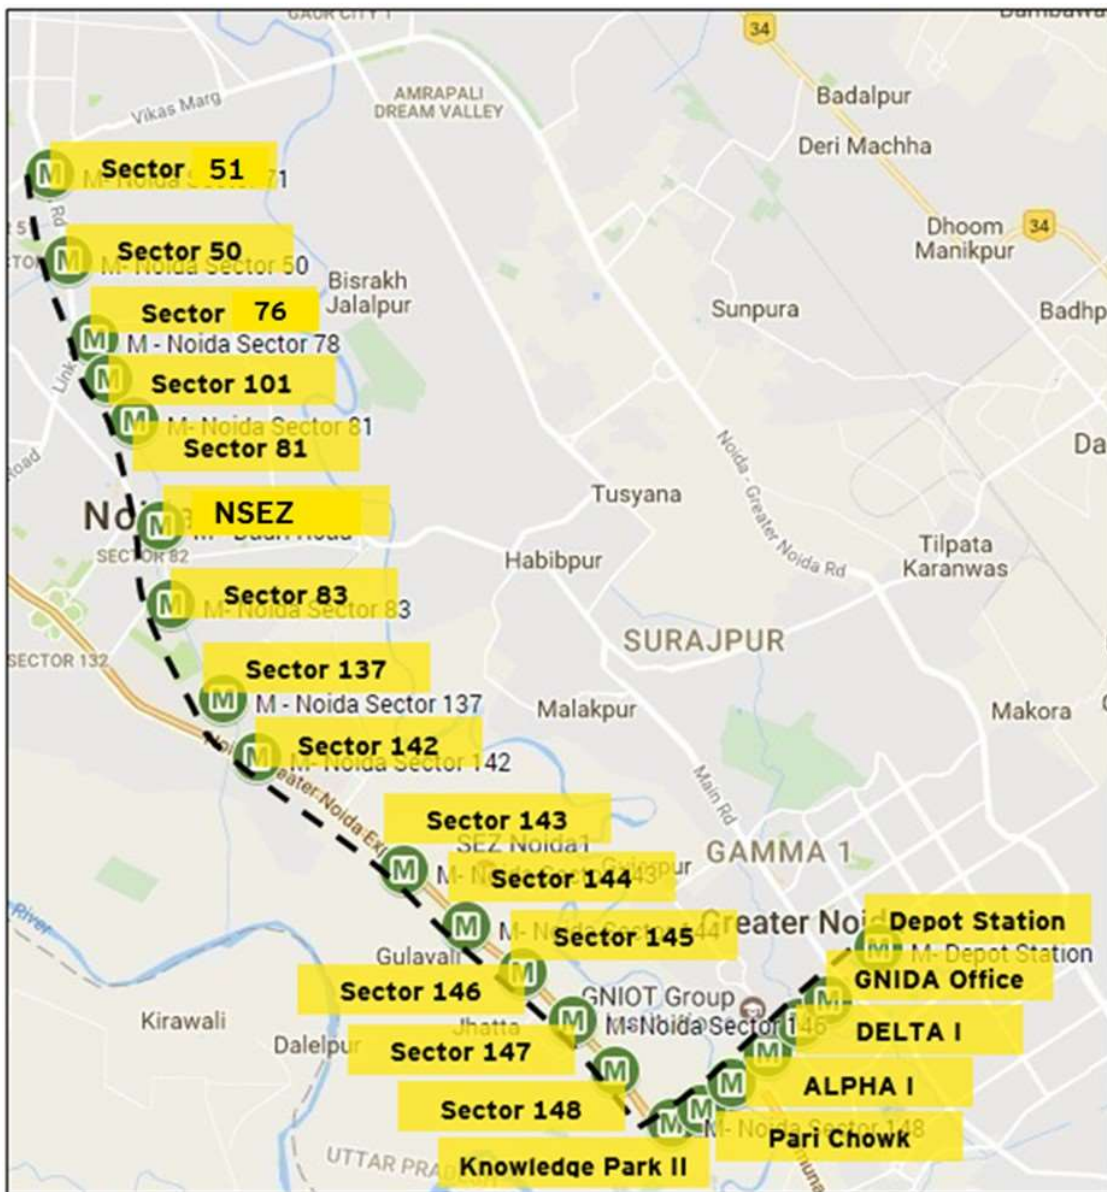 GAUR CITY 1
34
Badalpur
AMRAPALI
DREAM VALLEY
Vikas Marg
Deri Machha
Sector 51
Dhoom
Manikpur
34
Sector 50
M- Noida Sector 50
Bisrakh
Jalalpur
Sector 76
Sunpura
Badhp
M - Noida Sector 78
Link
Sector 101
M- Noida Sector 81
Sector 81
Road
Da
Noida - Greater Noida Rd
Tusyana
NSEZ
SECTOR 82
Habibpur
Tilpata
Karanwas
Sector 83
M- Noida Sector 83
SURAJPUR
SECTOR 132
Sector 137
M - Noida Sector 137
Malakpur
Makora
Sector 142
M- Noida Sector 142
Main Rd
Sector 143
SEZ Noida1
GAMMA 1
Sector 144
River
Depot Station
M- Depot Station
Sector 145
Gulavali
GNIDA Office
Sector 146
GNIOT Group
Kirawali
Jhatta
M- Noida Sector 146
DELTA I
Dalelpur
Sector 147
ALPHA I
Sector 148
Pari Chowk
Knowledge Park II
UTTAR